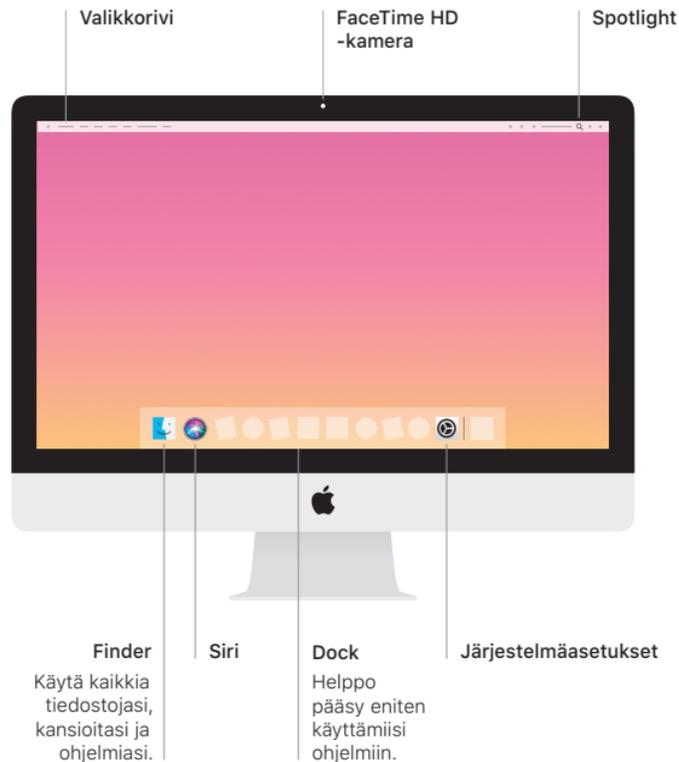 Valikkorivi
FaceTime HD
-kamera
Spotlight
Finder
Käytä kaikkia
tiedostojasi,
kansioitasi ja
ohjelmiasi.
Siri
Dock
Helppo
pääsy eniten
käyttämiisi
ohjelmiin.
Järjestelmäasetukset